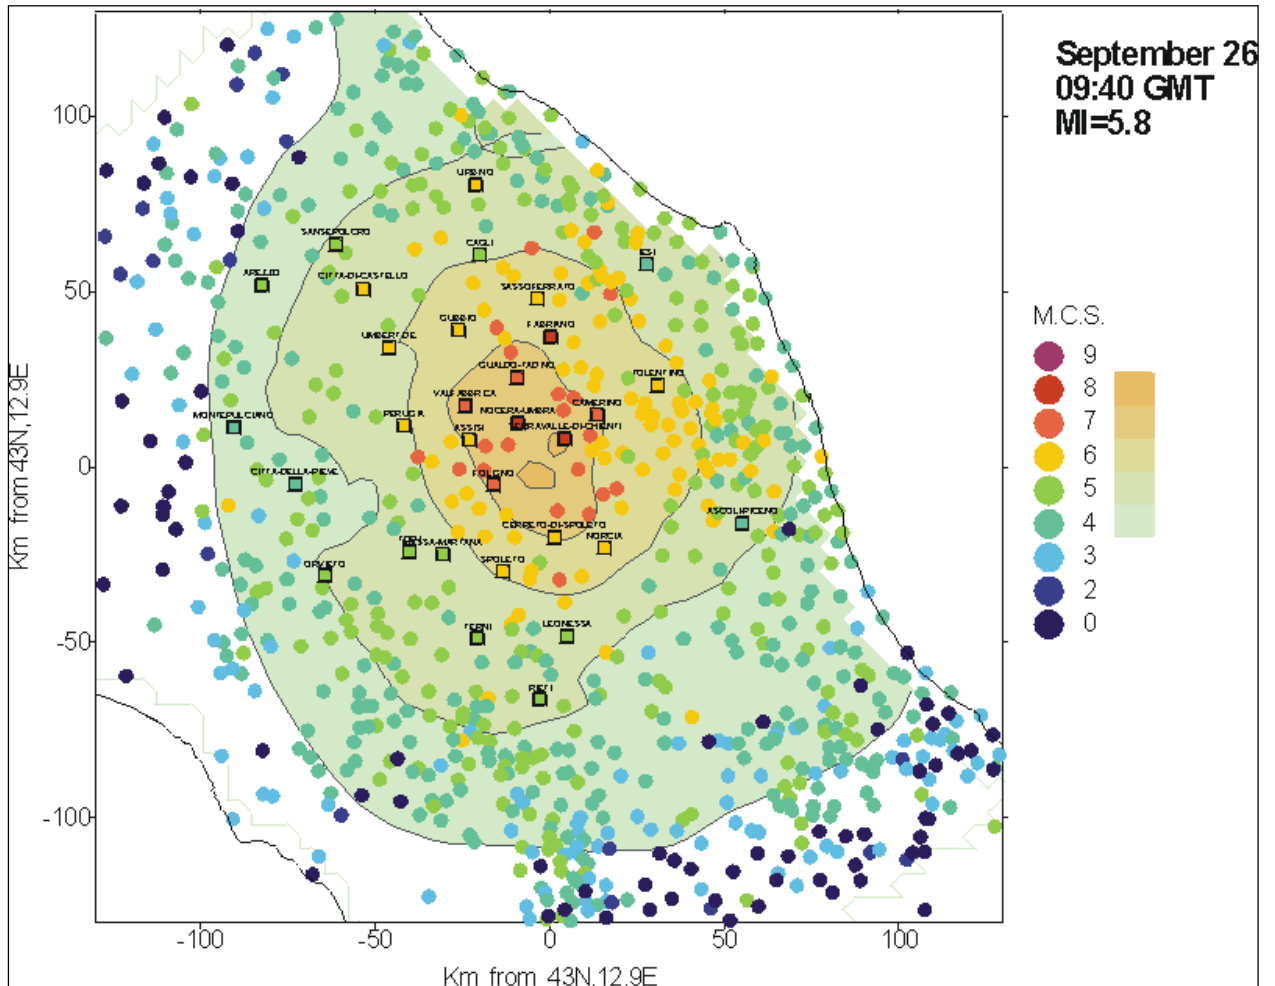 September 26
09:40 GMT
Ml=5.8
100
50
0
-50
-100
Km from 43N,12.9E
-100
-50
0
50
100
Km from 43N,12.9E
URBINO
SANSEPOLCRO
CAGLI
JESI
AREZZO
CITTA-DI-CASTELLO
SASSOFERRATO
GUBBIO
FABRIANO
UMBERTIDE
GUALDO-TADINO
TOLENTINO
VALFABBRICA
CAMERINO
MONTEPULCIANO
PERUGIA
NOCERA-UMBRA
ASSISI
SERRAVALLE-DI-CHIENTI
CITTA-DELLA-PIEVE
FOLIGNO
ASCOLI-PICENO
CERRETO-DI-SPOLETO
NORCIA
MASSA-MARTANA
ORVIETO
SPOLETO
TERNI
LEONESSA
RIETI
M.C.S.
9
8
7
6
5
4
3
2
0